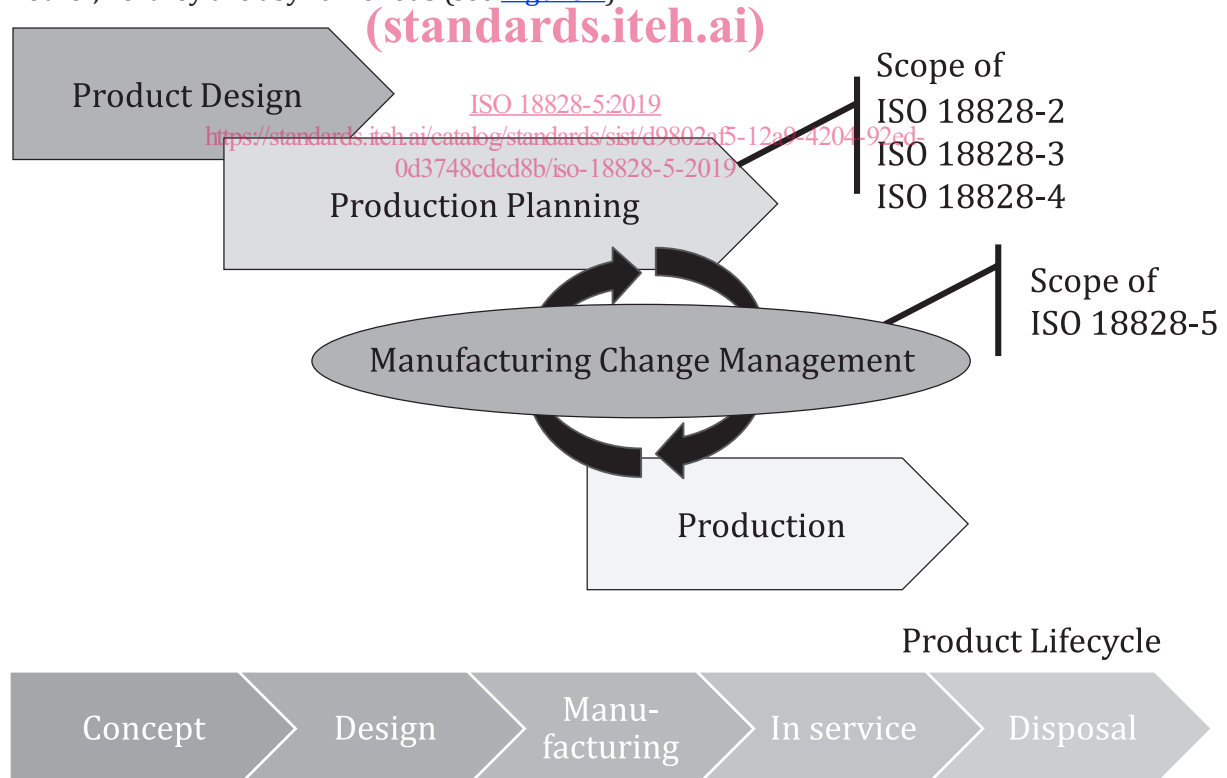 (standards.iteh.ai)
Product Design
ISO 18828-5:2019
https://standards.iteh.ai/catalog/standards/sist/d9802af5-12a9-4204-92ed-
0d3748cdcd8b/iso-18828-5-2019
Production Planning
Scope of
ISO 18828-2
ISO 18828-3
ISO 18828-4
Scope of
ISO 18828-5
Manufacturing Change Management
Production
Product Lifecycle
Concept
Design
Manu-
facturing
In service
Disposal